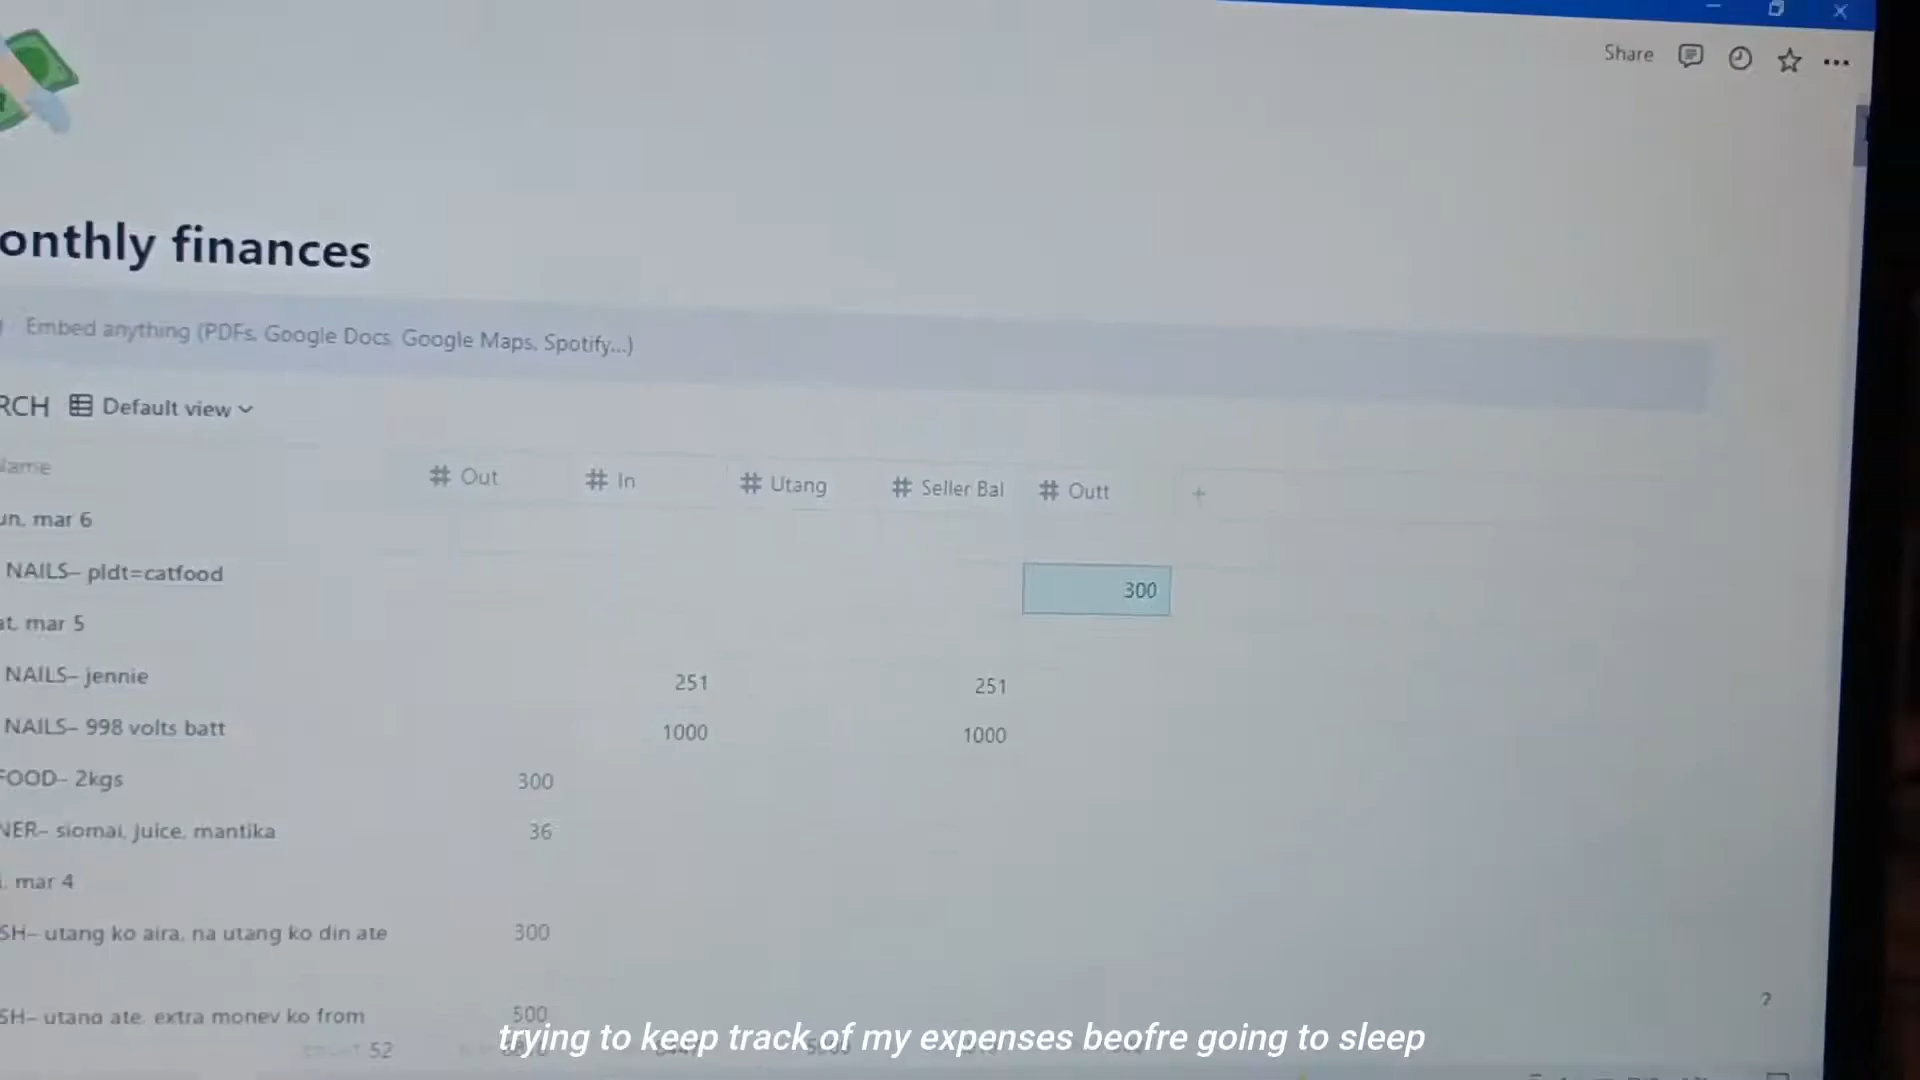 Share
onthly finances
Embed anything (PDFs, Google Docs, Google Maps, Spotify...)
RCH Default view
Name # Out # In # Utang # Seller Bal # Outt +
un, mar 6
NAILS– pldt=catfood 300
at, mar 5
NAILS– jennie 251 251
NAILS– 998 volts batt 1000 1000
FOOD– 2kgs 300
NER– siomai, juice, mantika 36
mar 4
SH– utang ko aira, na utang ko din ate 300
SH– utang ate, extra money ko from 500
COUNT 52
?
trying to keep track of my expenses beofre going to sleep